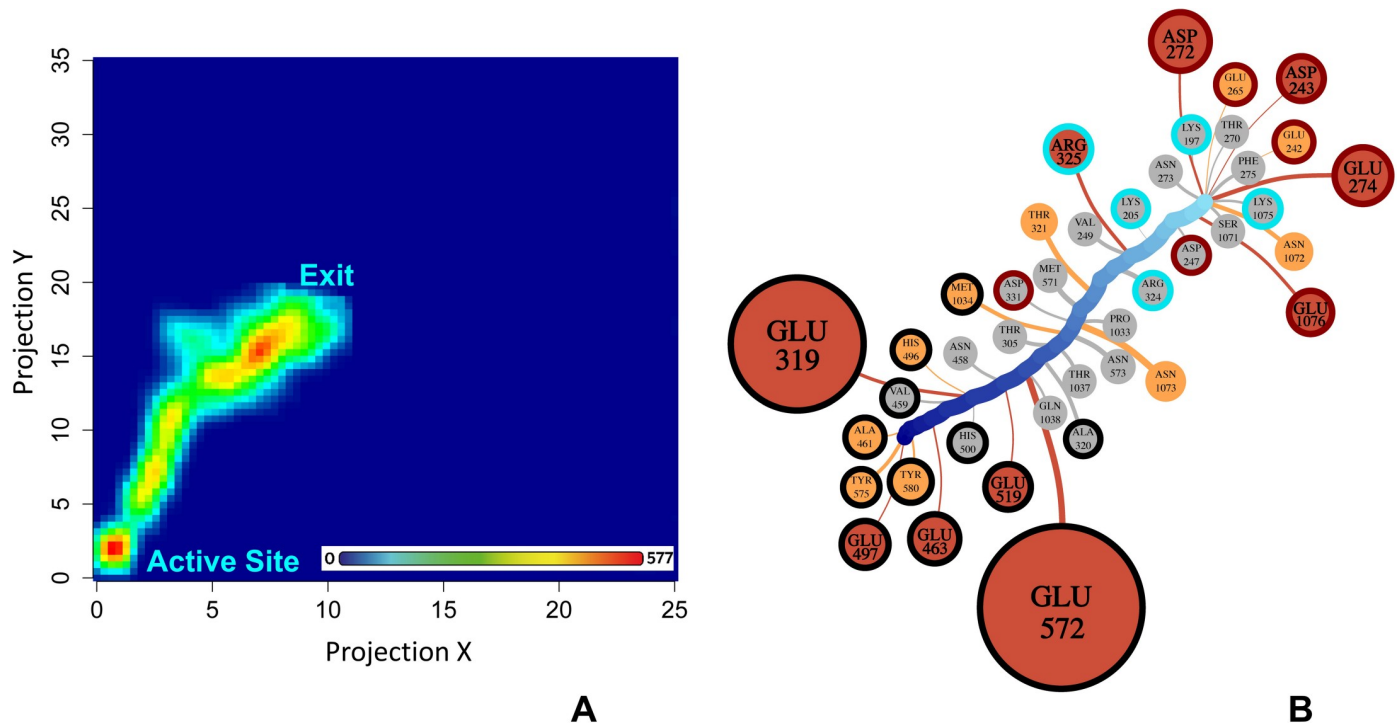 35
30
25
20
15
10
5
0
Projection Y
Exit
Active Site
0
577
0
5
10
15
20
25
Projection X
A
ASP
272
GLU
265
ASP
243
LYS
197
THR
270
GLU
242
ARG
325
ASN
273
PHE
275
GLU
274
LYS
205
LYS
1075
THR
321
VAL
249
SER
1071
ASN
1072
ASP
247
MET
571
ARG
324
MET
1034
ASP
331
GLU
1076
PRO
1033
GLU
319
HIS
496
ASN
458
THR
305
ASN
573
ASN
1073
THR
1037
VAL
459
GLN
1038
ALA
461
HIS
500
ALA
320
TYR
575
TYR
580
GLU
519
GLU
497
GLU
463
GLU
572
B